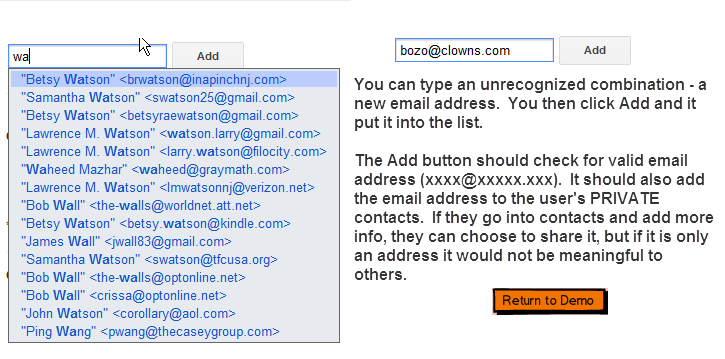 wa
Add
"Betsy Watson" <brwatson@inapinchnj.com>
"Samantha Watson" <swatson25@gmail.com>
"Betsy Watson" <betsyraewatson@gmail.com>
"Lawrence M. Watson" <watson.larry@gmail.com>
"Lawrence M. Watson" <larry.watson@filocity.com>
"Waheed Mazhar" <waheed@graymath.com>
"Lawrence M. Watson" <lmwatsonnj@verizon.net>
"Bob Wall" <the-walls@worldnet.att.net>
"Betsy Watson" <betsy.watson@kindle.com>
"James Wall" <jwall83@gmail.com>
"Samantha Watson" <swatson@tfcusa.org>
"Bob Wall" <the-walls@optonline.net>
"Bob Wall" <crissa@optonline.net>
"John Watson" <corollary@aol.com>
"Ping Wang" <pwang@thecaseygroup.com>
bozo@clowns.com
Add
You can type an unrecognized combination - a
new email address.  You then click Add and it
put it into the list.
The Add button should check for valid email
address (xxxx@xxxxx.xxx).  It should also add
the email address to the user's PRIVATE
contacts.  If they go into contacts and add more
info, they can choose to share it, but if it is only
an address it would not be meaningful to
others.
Return to Demo